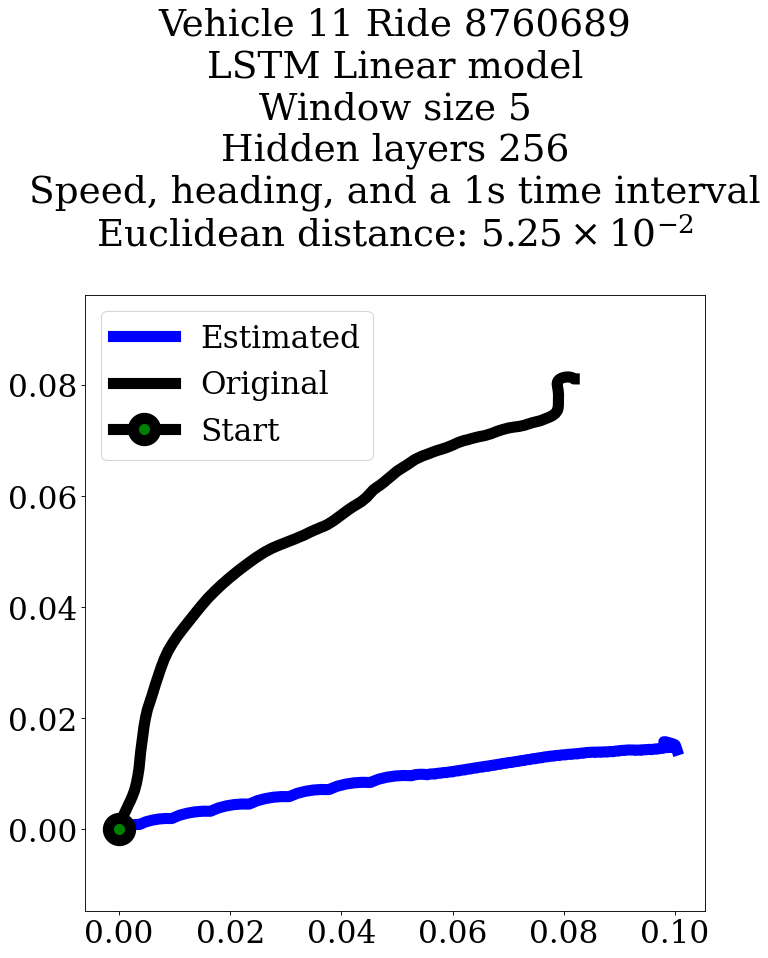 Vehicle 11 Ride 8760689
LSTM Linear model
Window size 5
Hidden layers 256
Speed, heading, and a 1s time interval
Euclidean distance: 5.25 × 10⁻²
Estimated
Original
Start
0.08
0.06
0.04
0.02
0.00
0.00 0.02 0.04 0.06 0.08 0.10